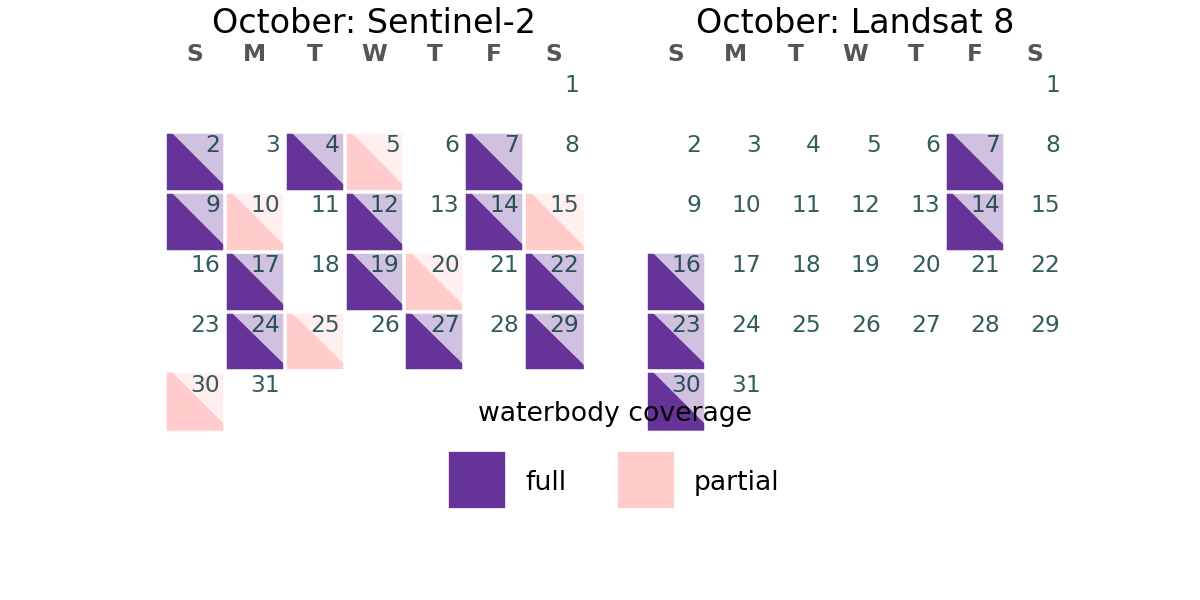 October: Sentinel-2
S M T W T F S
1
2 3 4 5 6 7 8
9 10 11 12 13 14 15
16 17 18 19 20 21 22
23 24 25 26 27 28 29
30 31
October: Landsat 8
S M T W T F S
1
2 3 4 5 6 7 8
9 10 11 12 13 14 15
16 17 18 19 20 21 22
23 24 25 26 27 28 29
30 31
waterbody coverage
full partial